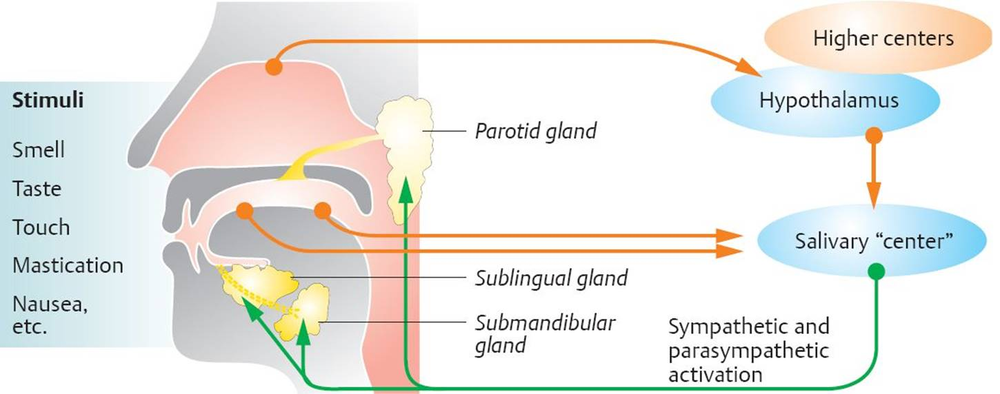 Stimuli
Smell
Taste
Touch
Mastication
Nausea,
etc.
Parotid gland
Sublingual gland
Submandibular
gland
Higher centers
Hypothalamus
Salivary “center”
Sympathetic and
parasympathetic
activation